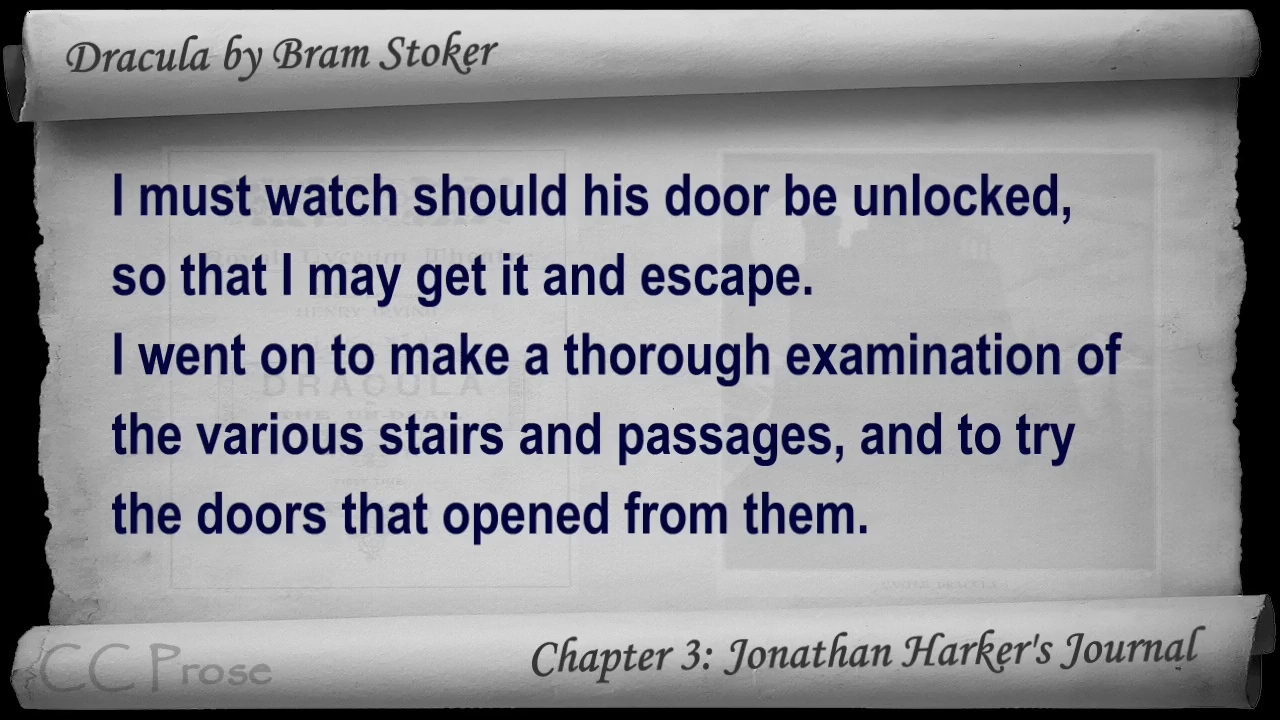 Dracula by Bram Stoker
I must watch should his door be unlocked,
so that I may get it and escape.
I went on to make a thorough examination of
the various stairs and passages, and to try
the doors that opened from them.
CC Prose
Chapter 3: Jonathan Harker's Journal